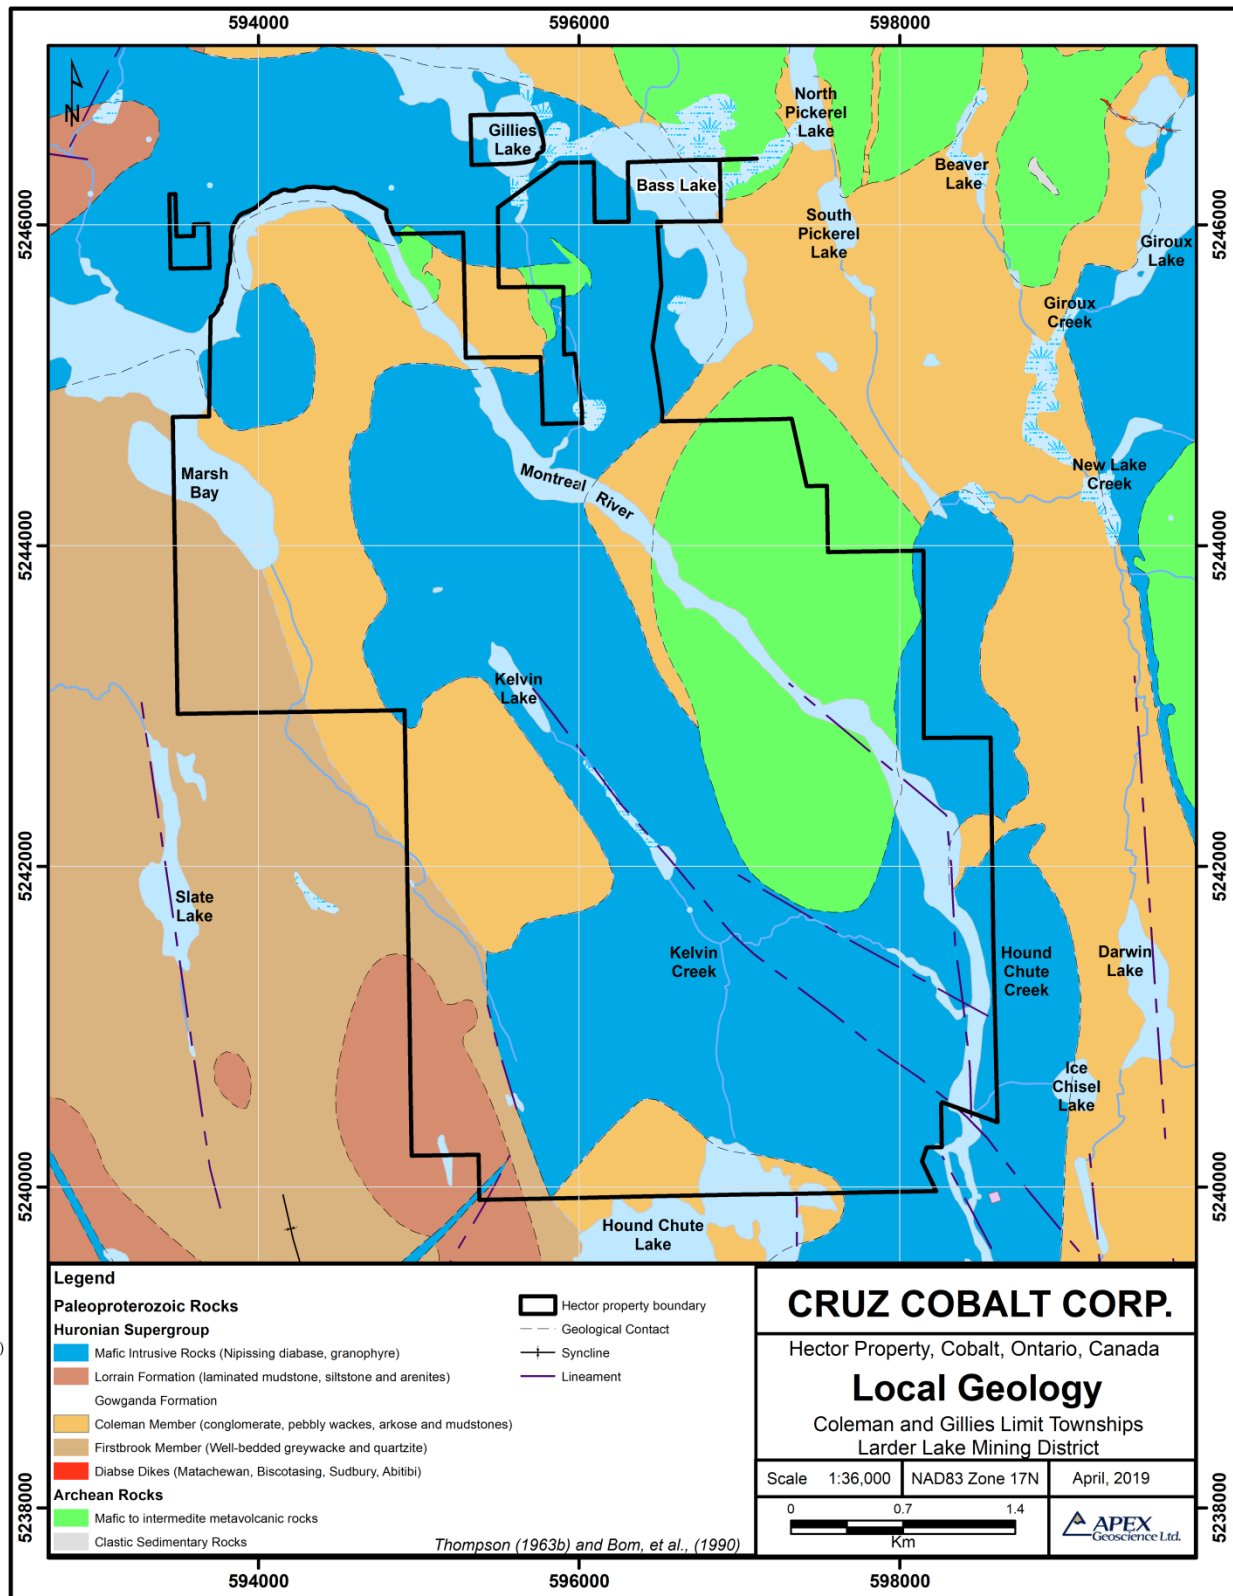 594000
596000
598000
N
Gillies
Lake
North
Pickerel
Lake
Beaver
Lake
Bass Lake
South
Pickerel
Lake
Giroux
Lake
5246000
5246000
Giroux
Creek
Marsh
Bay
Montreal River
New Lake
Creek
5244000
5244000
Kelvin
Lake
5242000
5242000
Slate
Lake
Kelvin
Creek
Hound
Chute
Creek
Darwin
Lake
Ice
Chisel
Lake
5240000
5240000
Hound Chute
Lake
Legend
Paleoproterozoic Rocks
Huronian Supergroup
Mafic Intrusive Rocks (Nipissing diabase, granophyre)
Lorrain Formation (laminated mudstone, siltstone and arenites)
Gowganda Formation
Coleman Member (conglomerate, pebbly wackes, arkose and mudstones)
Firstbrook Member (Well-bedded greywacke and quartzite)
Diabse Dikes (Matachewan, Biscotasing, Sudbury, Abitibi)
Archean Rocks
Mafic to intermedite metavolcanic rocks
Clastic Sedimentary Rocks
Hector property boundary
Geological Contact
Syncline
Lineament
Thompson (1963b) and Born, et al., (1990)
)
CRUZ COBALT CORP.
Hector Property, Cobalt, Ontario, Canada
Local Geology
Coleman and Gillies Limit Townships
Larder Lake Mining District
Scale 1:36,000
NAD83 Zone 17N
April, 2019
0 0.7 1.4
Km
APEX
Geoscience Ltd.
5238000
5238000
594000
596000
598000